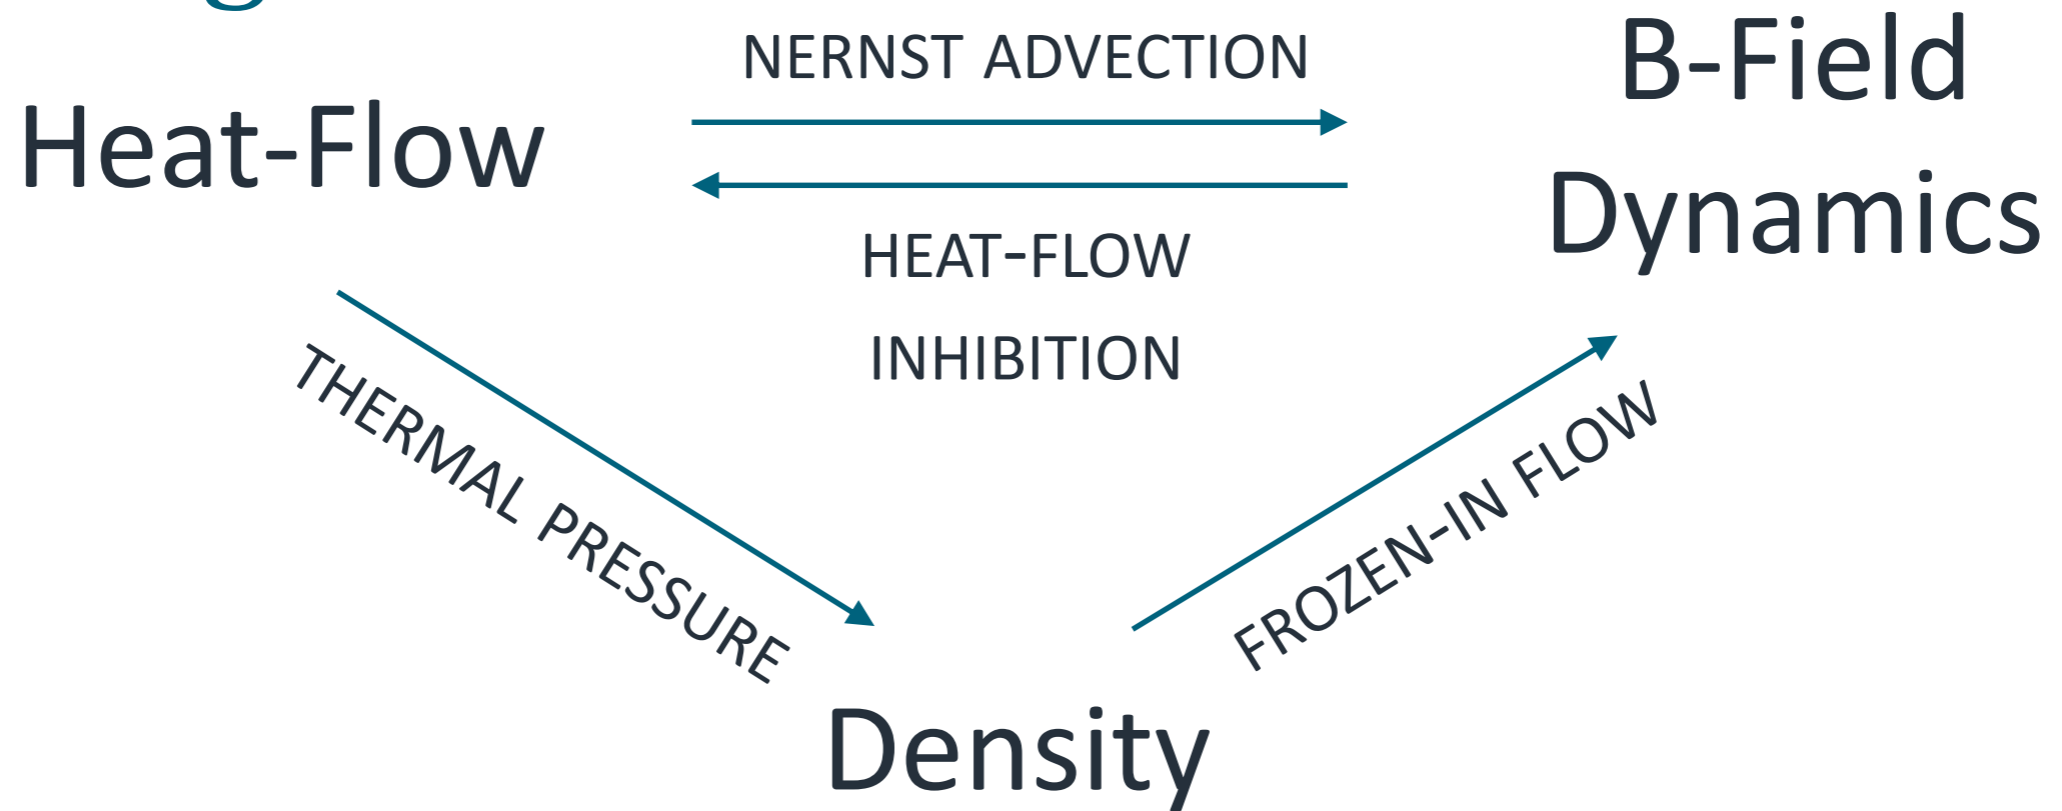 NERNST ADVECTION
B-Field
Dynamics
Heat-Flow
HEAT-FLOW
INHIBITION
THERMAL PRESSURE
FROZEN-IN FLOW
Density